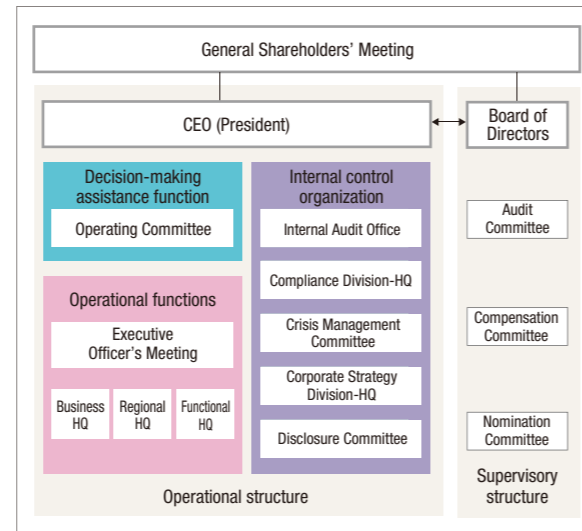 General Shareholders' Meeting
CEO (President)
Board of
Directors
Decision-making
assistance function
Operating Committee
Operational functions
Executive
Officer's Meeting
Business
HQ
Regional
HQ
Functional
HQ
Internal control
organization
Internal Audit Office
Compliance Division-HQ
Crisis Management
Committee
Corporate Strategy
Division-HQ
Disclosure Committee
Operational structure
Audit
Committee
Compensation
Committee
Nomination
Committee
Supervisory
structure